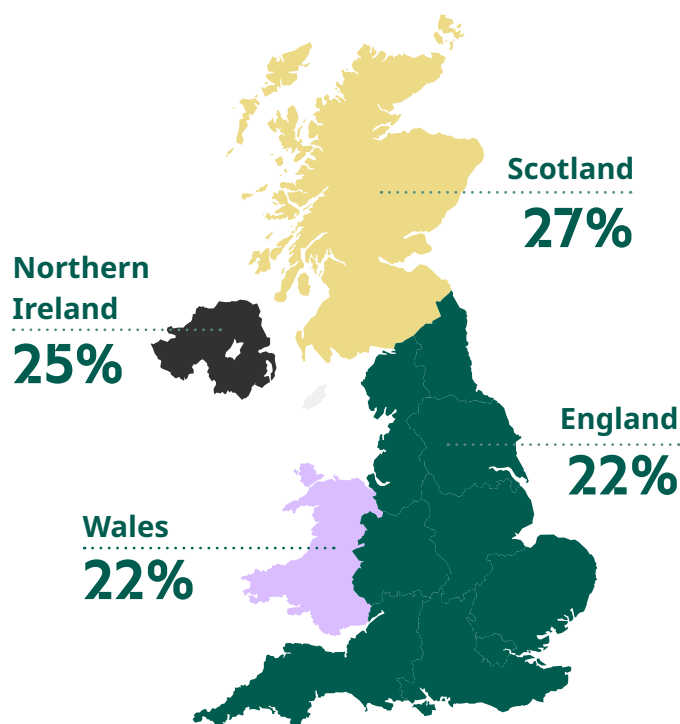 Scotland
27%
Northern
Ireland
25%
England
22%
Wales
22%